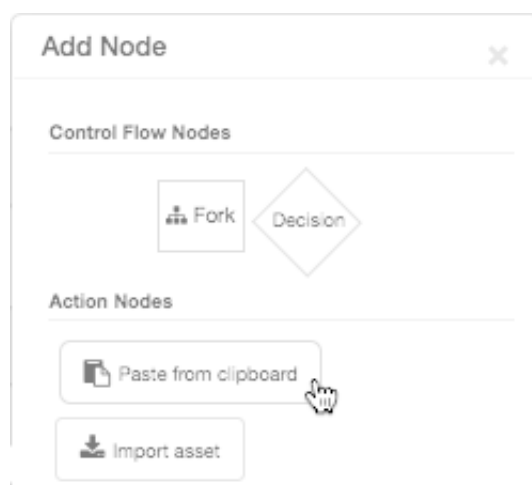 Add Node
Control Flow Nodes
Fork
Decision
Action Nodes
Paste from clipboard
Import asset